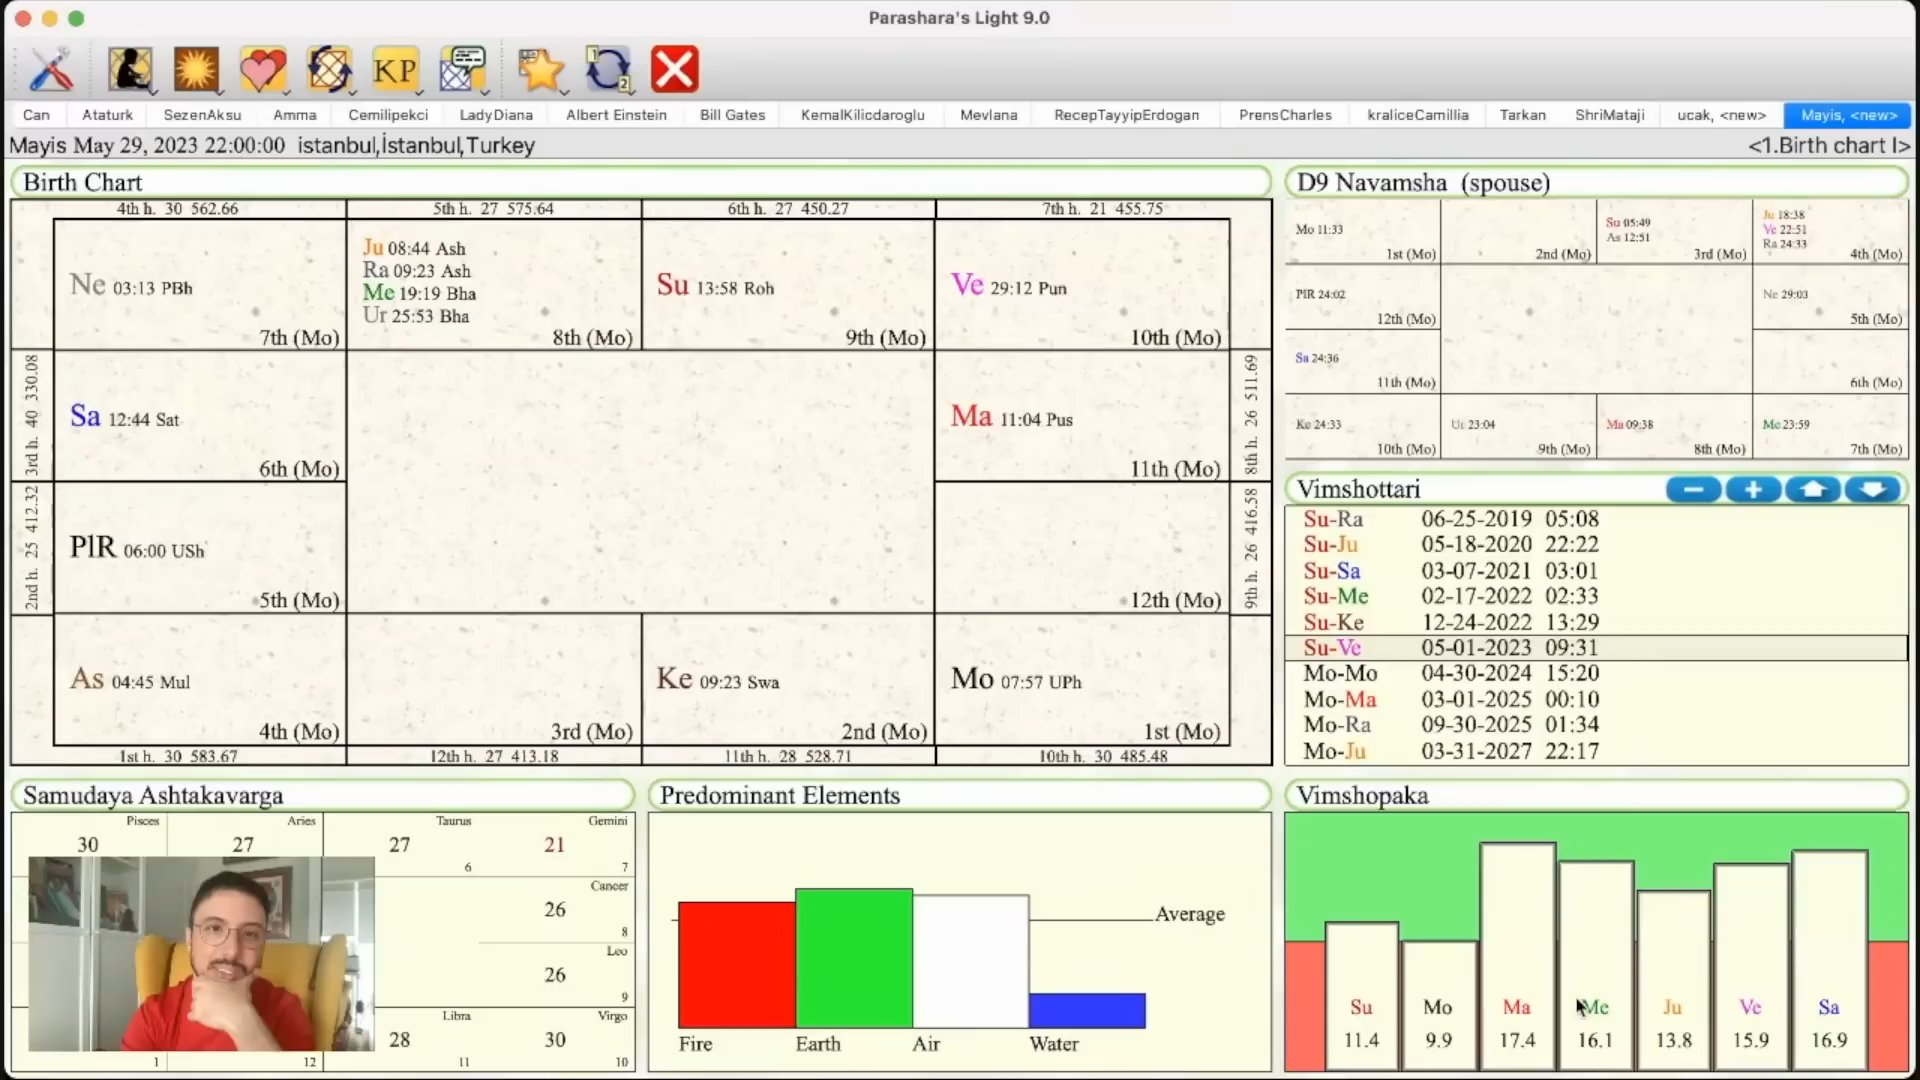 Parashara's Light 9.0
KP
1
2
Can Ataturk SezenAksu Amma Cemilipekci LadyDiana Albert Einstein Bill Gates KemalKilicdaroglu Mevlana RecepTayyipErdogan PrensCharles kraliceCamillia Tarkan ShriMataji ucak, <new> Mayis, <new>
Mayis May 29, 2023 22:00:00 istanbul,İstanbul,Turkey <1.Birth chart I>
Birth Chart
4th h. 30 562.66 5th h. 27 575.64 6th h. 27 450.27 7th h. 21 455.75
Ne 03:13 PBh
7th (Mo)
Ju 08:44 Ash
Ra 09:23 Ash
Me 19:19 Bha
Ur 25:53 Bha
8th (Mo)
Su 13:58 Roh
9th (Mo)
Ve 29:12 Pun
10th (Mo)
3rd h. 40 330.08
Sa 12:44 Sat
6th (Mo)
Ma 11:04 Pus
11th (Mo)
8th h. 26 511.69
2nd h. 25 412.32
PlR 06:00 USh
5th (Mo)
12th (Mo)
9th h. 26 416.58
As 04:45 Mul
4th (Mo)
3rd (Mo)
Ke 09:23 Swa
2nd (Mo)
Mo 07:57 UPh
1st (Mo)
1st h. 30 583.67 12th h. 27 413.18 11th h. 28 528.71 10th h. 30 485.48
D9 Navamsha (spouse)
Mo 11:33
1st (Mo)
2nd (Mo)
Su 05:49
As 12:51
3rd (Mo)
Ju 18:38
Ve 22:51
Ra 24:33
4th (Mo)
PlR 24:02
12th (Mo)
Ne 29:03
5th (Mo)
Sa 24:36
11th (Mo)
6th (Mo)
Ke 24:33
10th (Mo)
Ur 23:04
9th (Mo)
Ma 09:38
8th (Mo)
Me 23:59
7th (Mo)
Vimshottari
Su-Ra 06-25-2019 05:08
Su-Ju 05-18-2020 22:22
Su-Sa 03-07-2021 03:01
Su-Me 02-17-2022 02:33
Su-Ke 12-24-2022 13:29
Su-Ve 05-01-2023 09:31
Mo-Mo 04-30-2024 15:20
Mo-Ma 03-01-2025 00:10
Mo-Ra 09-30-2025 01:34
Mo-Ju 03-31-2027 22:17
Samudaya Ashtakavarga
Pisces Aries Taurus Gemini
30 27 27 21
6 7
Cancer
26
8
Leo
26
9
Libra Virgo
28 30
1 12 11 10
Predominant Elements
Average
Fire Earth Air Water
Vimshopaka
Su Mo Ma Me Ju Ve Sa
11.4 9.9 17.4 16.1 13.8 15.9 16.9